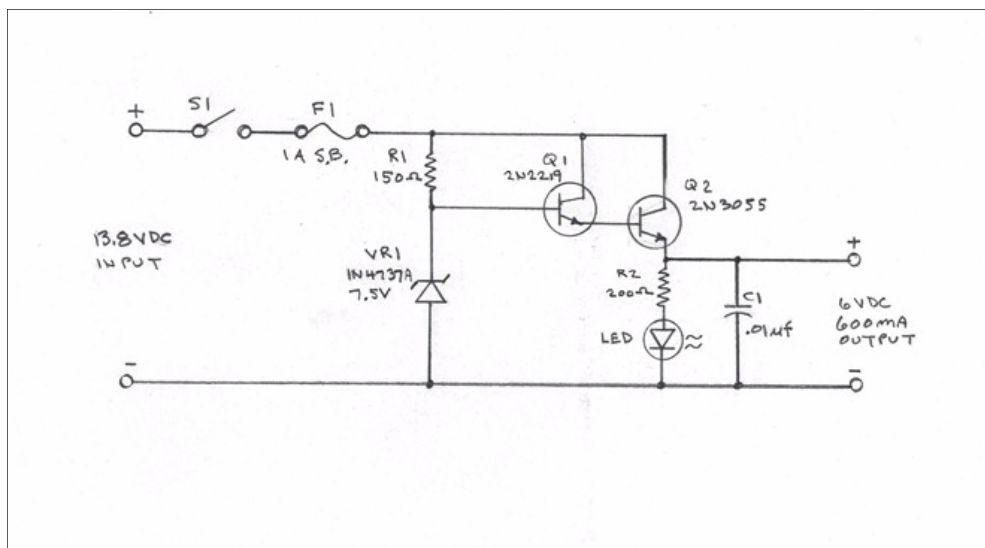 S1
F1
+
1A S.B.
R1
150Ω
Q1
2N2219
Q2
2N3055
13.8VDC
INPUT
VR1
1N4737A
7.5V
+
R2
200Ω
C1
.01µf
LED
6VDC
600mA
OUTPUT
-
-